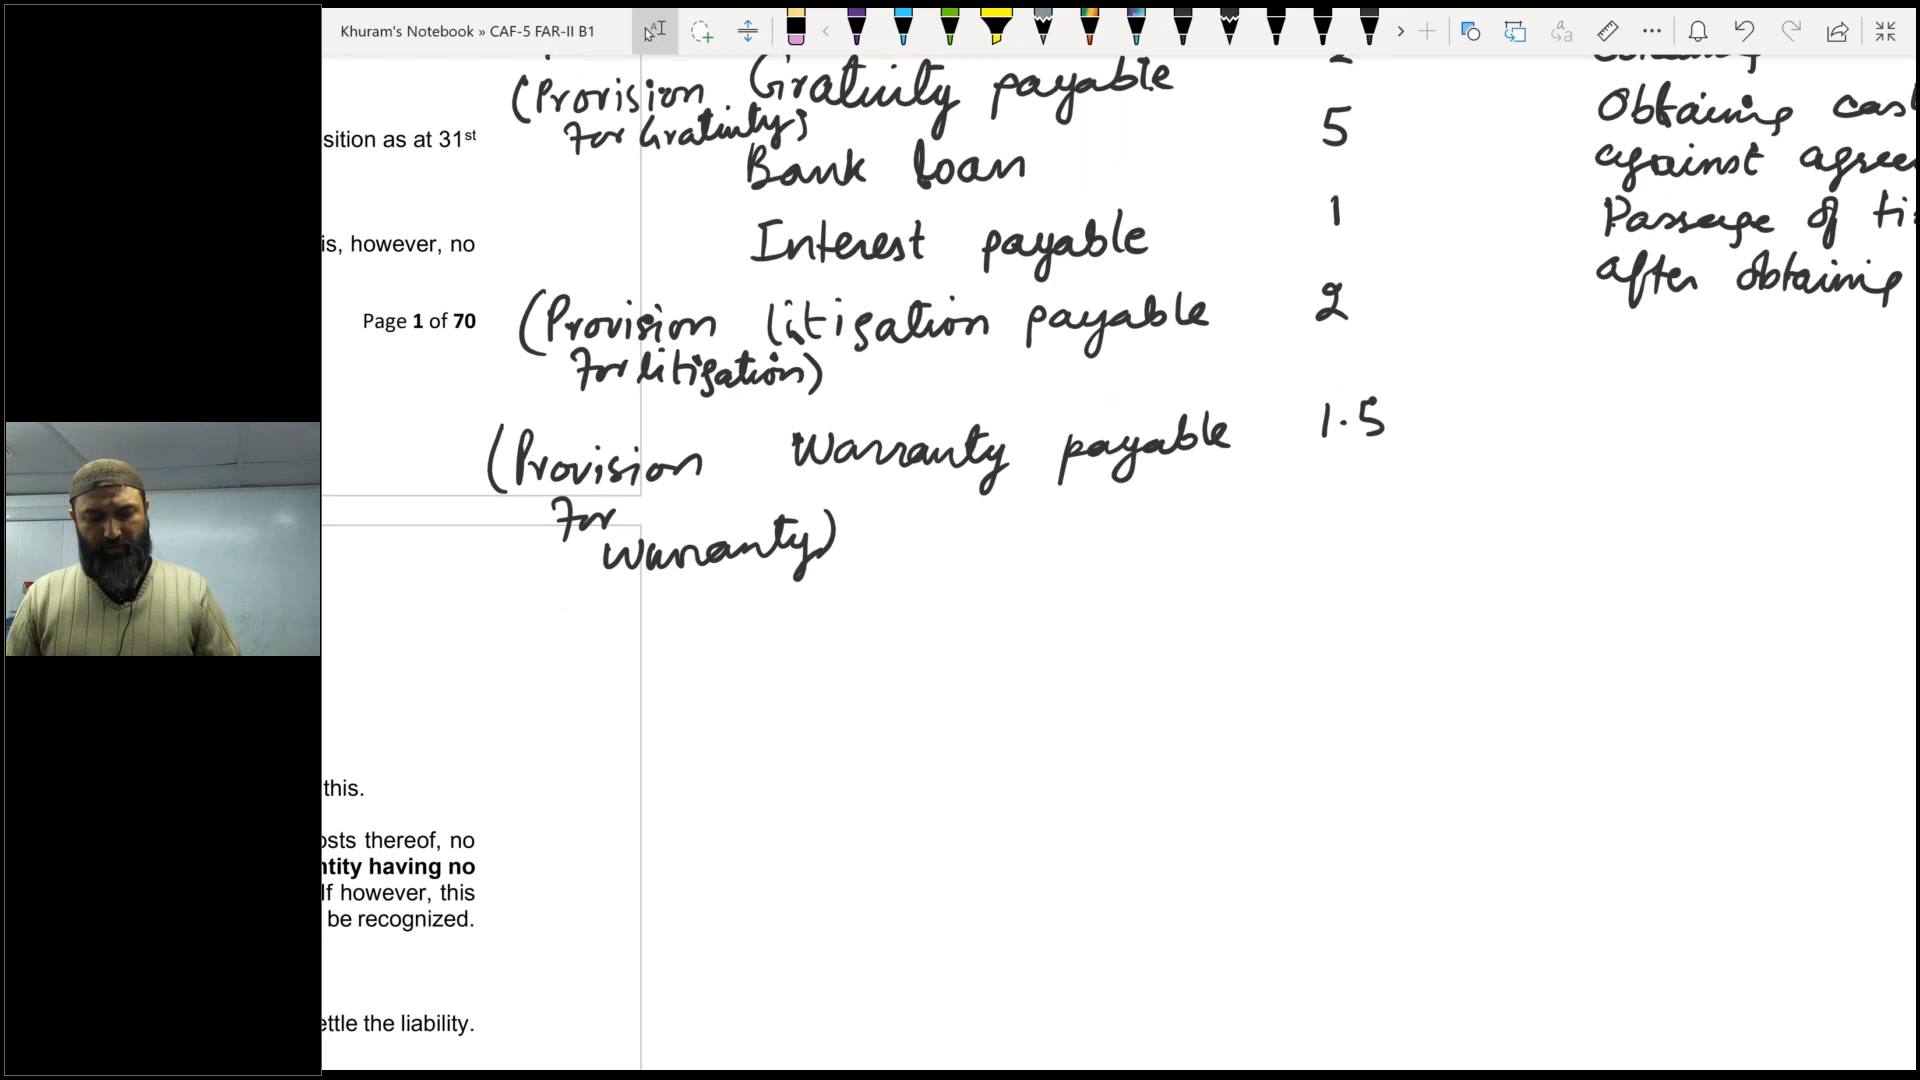 Khuram's Notebook » CAF-5 FAR-II B1
sition as at 31st
is, however, no
Page 1 of 70
this.
osts thereof, no
ntity having no
If however, this
be recognized.
ettle the liability.
(Provision Gratuity payable
for Gratuity)
Bank loan 5
Interest payable 1
(Provision litigation payable 2
for litigation)
(Provision Warranty payable 1.5
for
warranty)
Obtaining cas
against agree
Passage of ti
after obtaining